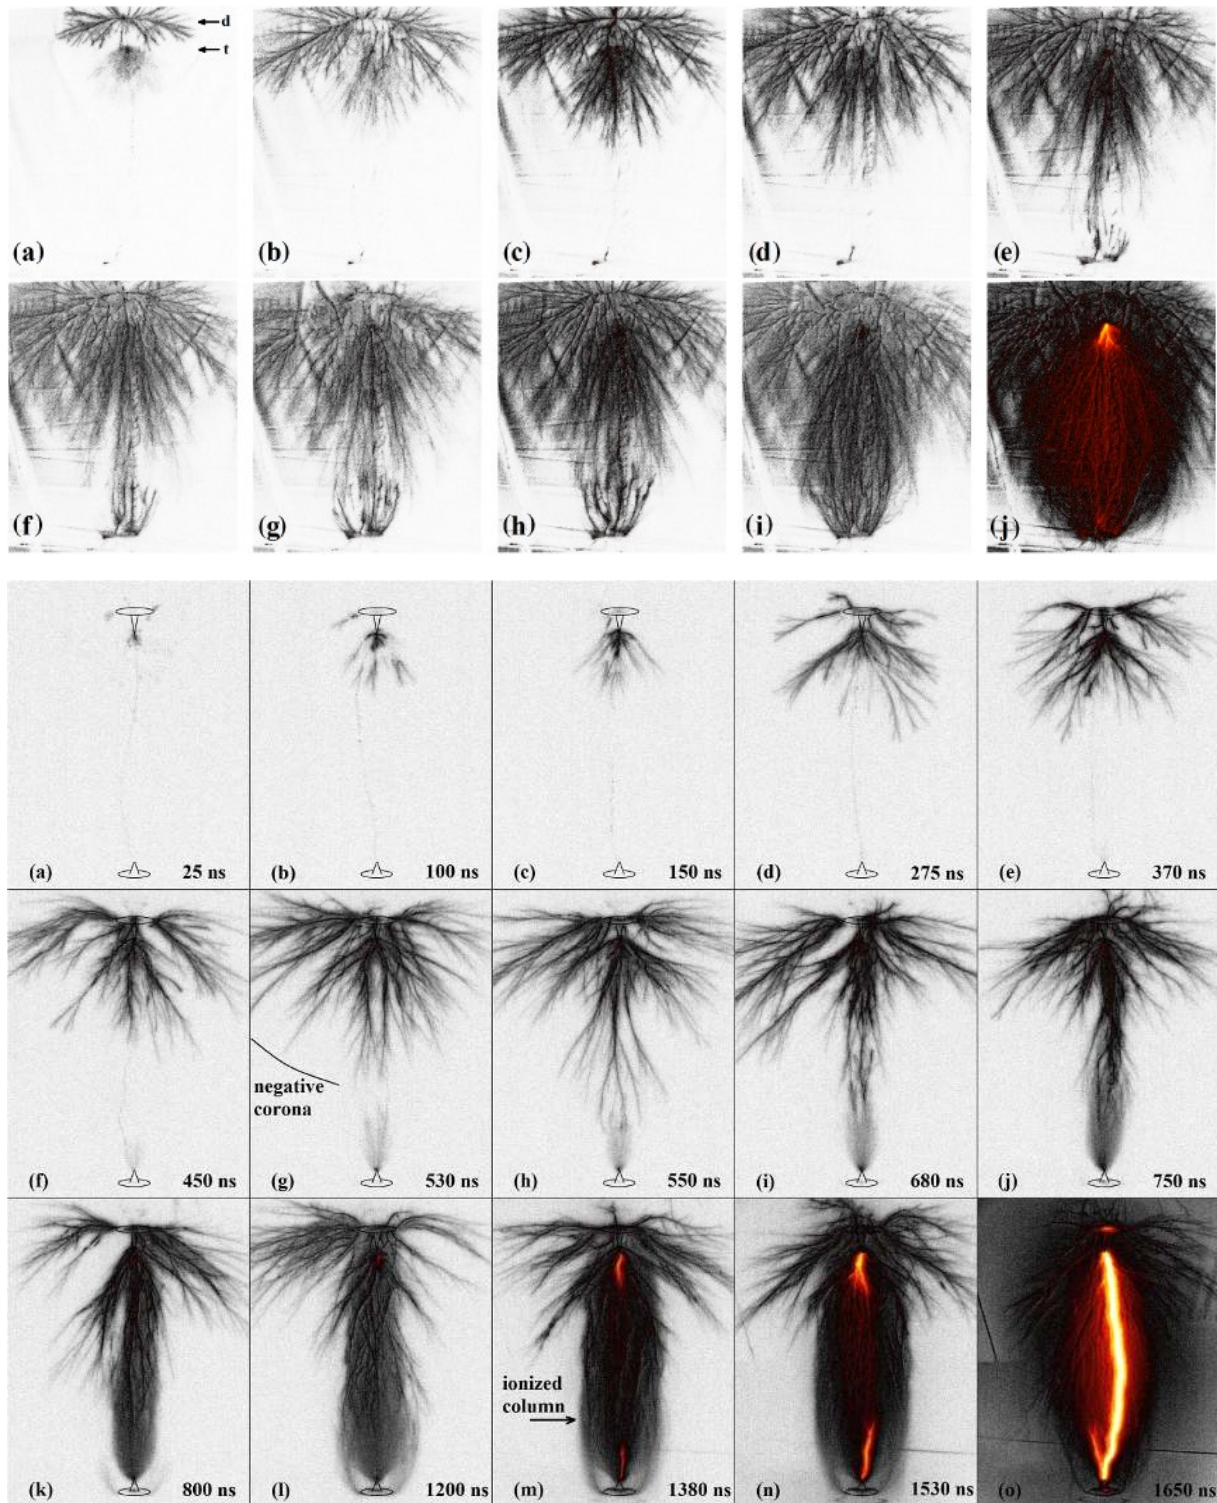 d
t
(a)
(b)
(c)
(d)
(e)
(f)
(g)
(h)
(i)
(j)
(a) 25 ns
(b) 100 ns
(c) 150 ns
(d) 275 ns
(e) 370 ns
negative
corona
(f) 450 ns
(g) 530 ns
(h) 550 ns
(i) 680 ns
(j) 750 ns
ionized
column
(k) 800 ns
(l) 1200 ns
(m) 1380 ns
(n) 1530 ns
(o) 1650 ns